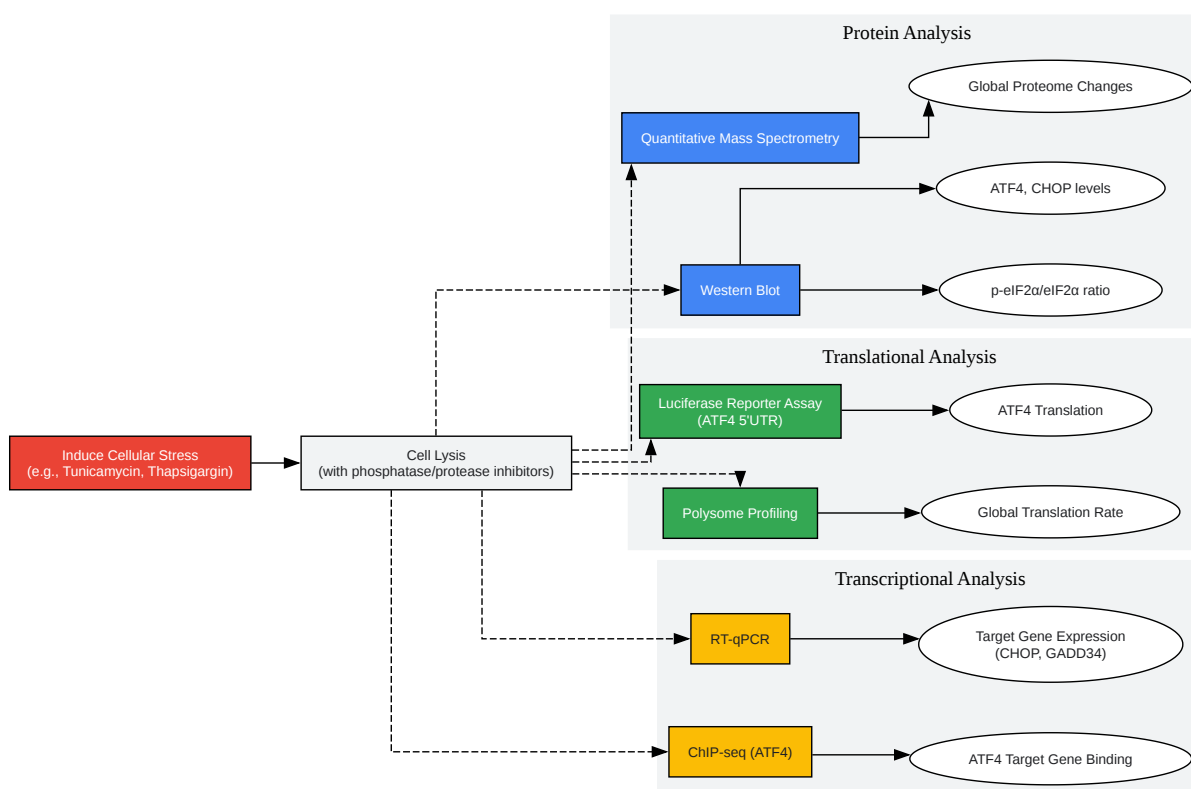 Protein Analysis
Global Proteome Changes
Quantitative Mass Spectrometry
ATF4, CHOP levels
Western Blot
p-eIF2α/eIF2α ratio
Translational Analysis
Luciferase Reporter Assay
(ATF4 5'UTR)
ATF4 Translation
Induce Cellular Stress
(e.g., Tunicamycin, Thapsigargin)
Cell Lysis
(with phosphatase/protease inhibitors)
Polysome Profiling
Global Translation Rate
Transcriptional Analysis
RT-qPCR
Target Gene Expression
(CHOP, GADD34)
ChIP-seq (ATF4)
ATF4 Target Gene Binding